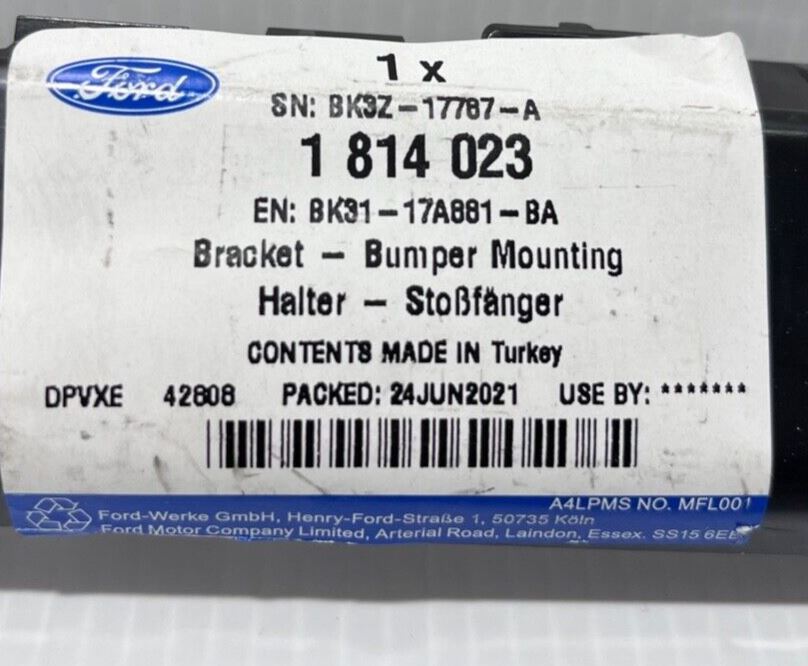 Ford
1 x
SN: BK3Z-17787-A
1 814 023
EN: BK31-17A881-BA
Bracket - Bumper Mounting
Halter - Stoßfänger
CONTENTS MADE IN Turkey
DPVXE 42808 PACKED: 24JUN2021 USE BY: *******
A4LPMS NO. MFL001
Ford-Werke GmbH, Henry-Ford-Straße 1, 50735 Köln
Ford Motor Company Limited, Arterial Road, Laindon, Essex. SS15 6EE